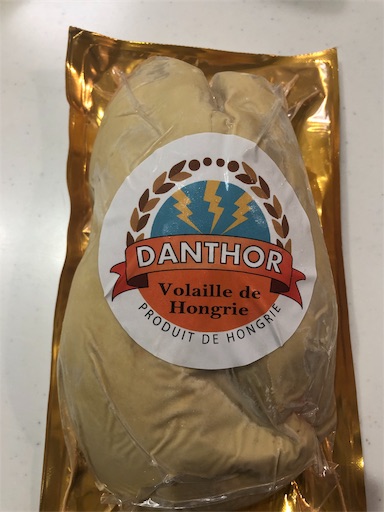 DANTHOR
Volaille de
Hongrie
PRODUIT DE HONGRIE